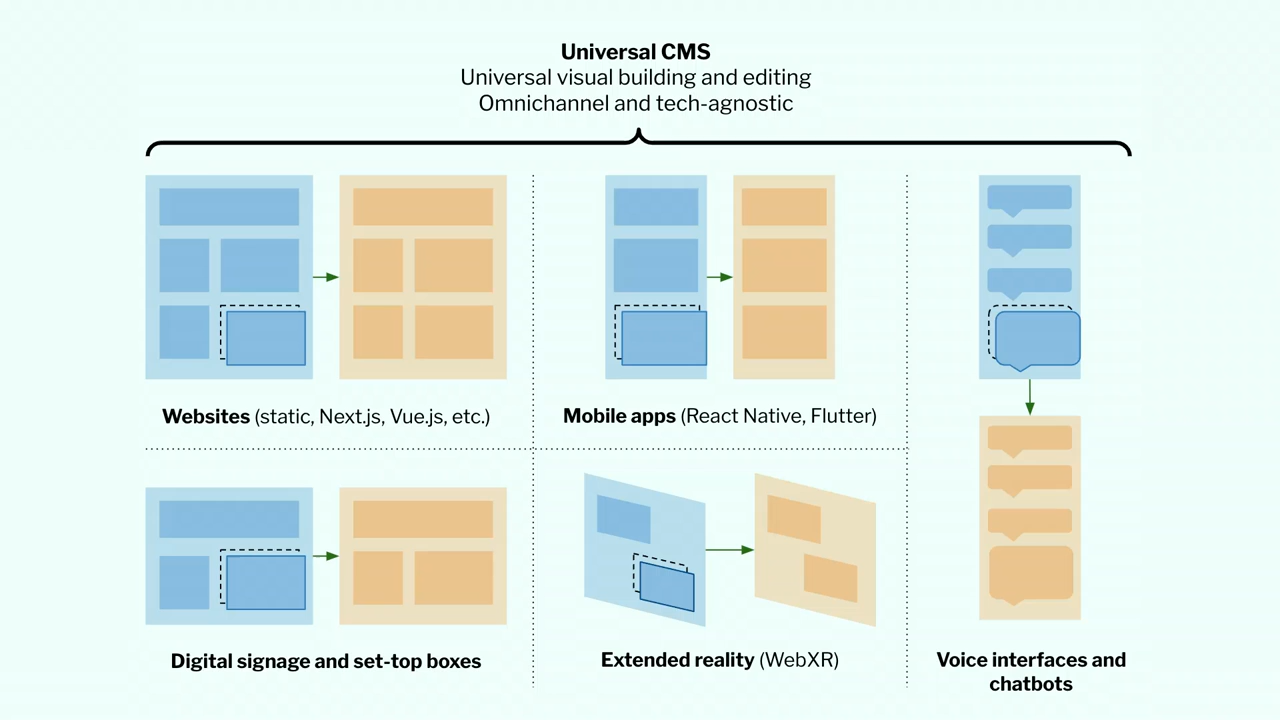 Universal CMS
Universal visual building and editing
Omnichannel and tech-agnostic
Websites (static, Next.js, Vue.js, etc.)
Mobile apps (React Native, Flutter)
Digital signage and set-top boxes
Extended reality (WebXR)
Voice interfaces and
chatbots